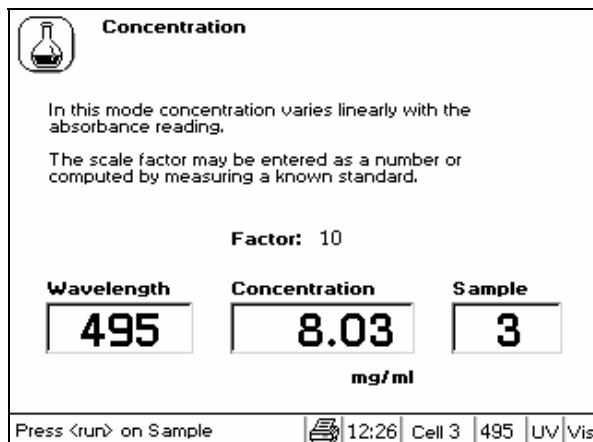 Concentration
In this mode concentration varies linearly with the
absorbance reading.
The scale factor may be entered as a number or
computed by measuring a known standard.
Factor: 10
Wavelength Concentration Sample
495 8.03 3
mg/ml
Press <run> on Sample 12:26 Cell 3 495 UV Vis